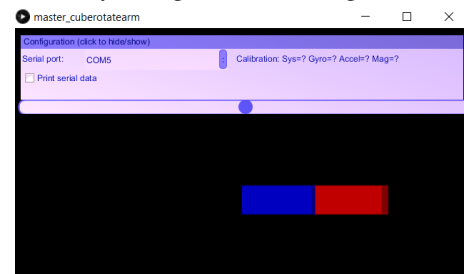 master_cuberotatearm
Configuration (click to hide/show)
Serial port: COM5 Calibration: Sys=? Gyro=? Accel=? Mag=?
Print serial data